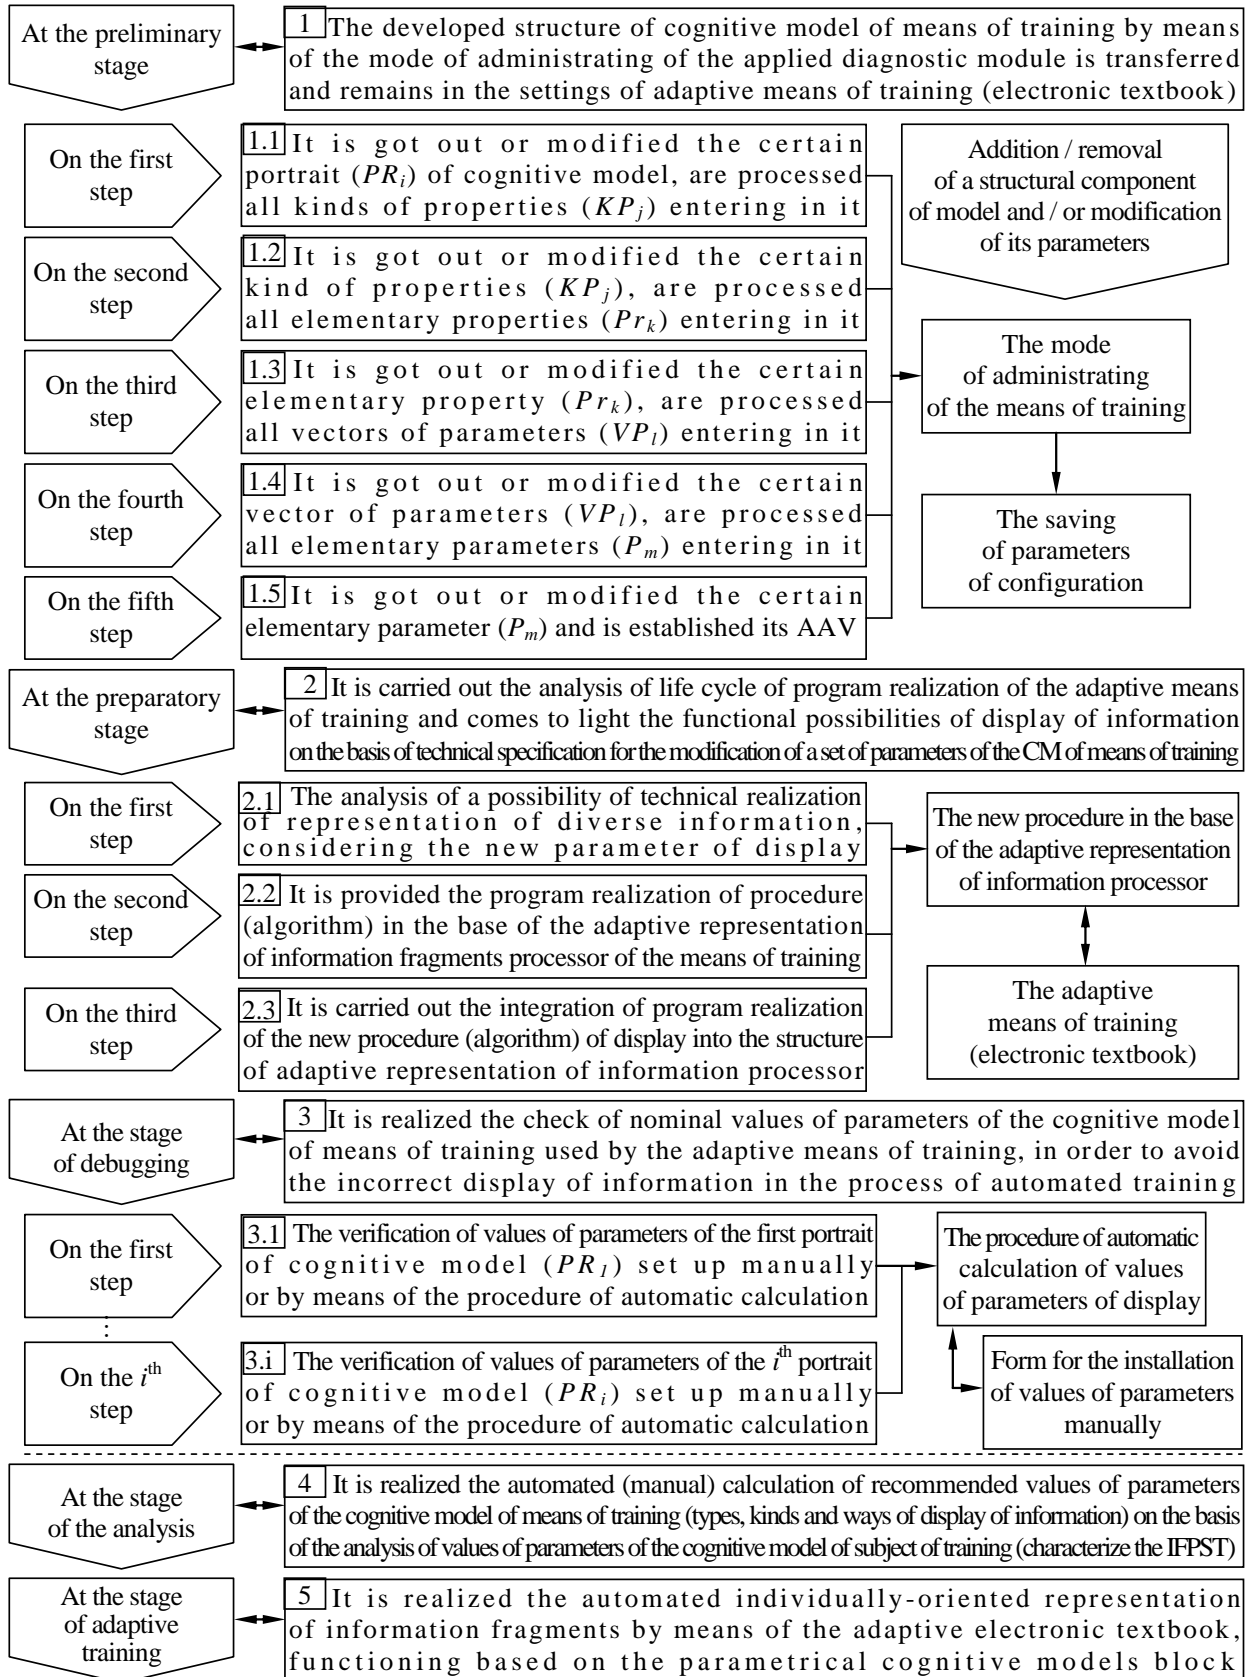 At the preliminary
stage
1 The developed structure of cognitive model of means of training by means
of the mode of administrating of the applied diagnostic module is transferred
and remains in the settings of adaptive means of training (electronic textbook)
On the first
step
1.1 It is got out or modified the certain
portrait (PRi) of cognitive model, are processed
all kinds of properties (KPj) entering in it
On the second
step
1.2 It is got out or modified the certain
kind of properties (KPj), are processed
all elementary properties (Prk) entering in it
On the third
step
1.3 It is got out or modified the certain
elementary property (Prk), are processed
all vectors of parameters (VPl) entering in it
On the fourth
step
1.4 It is got out or modified the certain
vector of parameters (VPl), are processed
all elementary parameters (Pm) entering in it
On the fifth
step
1.5 It is got out or modified the certain
elementary parameter (Pm) and is established its AAV
Addition / removal
of a structural component
of model and / or modification
of its parameters
The mode
of administrating
of the means of training
The saving
of parameters
of configuration
At the preparatory
stage
2 It is carried out the analysis of life cycle of program realization of the adaptive means
of training and comes to light the functional possibilities of display of information
on the basis of technical specification for the modification of a set of parameters of the CM of means of training
On the first
step
2.1 The analysis of a possibility of technical realization
of representation of diverse information,
considering the new parameter of display
On the second
step
2.2 It is provided the program realization of procedure
(algorithm) in the base of the adaptive representation
of information fragments processor of the means of training
On the third
step
2.3 It is carried out the integration of program realization
of the new procedure (algorithm) of display into the structure
of adaptive representation of information processor
The new procedure in the base
of the adaptive representation
of information processor
The adaptive
means of training
(electronic textbook)
At the stage
of debugging
3 It is realized the check of nominal values of parameters of the cognitive model
of means of training used by the adaptive means of training, in order to avoid
the incorrect display of information in the process of automated training
On the first
step
3.1 The verification of values of parameters of the first portrait
of cognitive model (PR1) set up manually
or by means of the procedure of automatic calculation
On the ith
step
3.i The verification of values of parameters of the ith portrait
of cognitive model (PRi) set up manually
or by means of the procedure of automatic calculation
The procedure of automatic
calculation of values
of parameters of display
Form for the installation
of values of parameters
manually
At the stage
of the analysis
4 It is realized the automated (manual) calculation of recommended values of parameters
of the cognitive model of means of training (types, kinds and ways of display of information) on the basis
of the analysis of values of parameters of the cognitive model of subject of training (characterize the IFPST)
At the stage
of adaptive
training
5 It is realized the automated individually-oriented representation
of information fragments by means of the adaptive electronic textbook,
functioning based on the parametrical cognitive models block